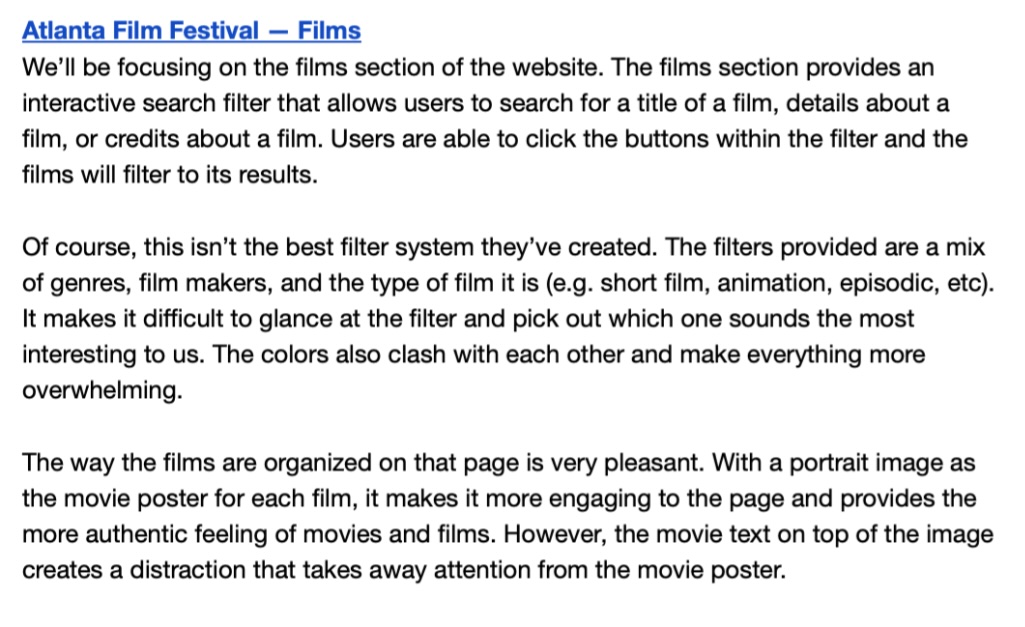 Atlanta Film Festival — Films
We’ll be focusing on the films section of the website. The films section provides an
interactive search filter that allows users to search for a title of a film, details about a
film, or credits about a film. Users are able to click the buttons within the filter and the
films will filter to its results.
Of course, this isn’t the best filter system they’ve created. The filters provided are a mix
of genres, film makers, and the type of film it is (e.g. short film, animation, episodic, etc).
It makes it difficult to glance at the filter and pick out which one sounds the most
interesting to us. The colors also clash with each other and make everything more
overwhelming.
The way the films are organized on that page is very pleasant. With a portrait image as
the movie poster for each film, it makes it more engaging to the page and provides the
more authentic feeling of movies and films. However, the movie text on top of the image
creates a distraction that takes away attention from the movie poster.